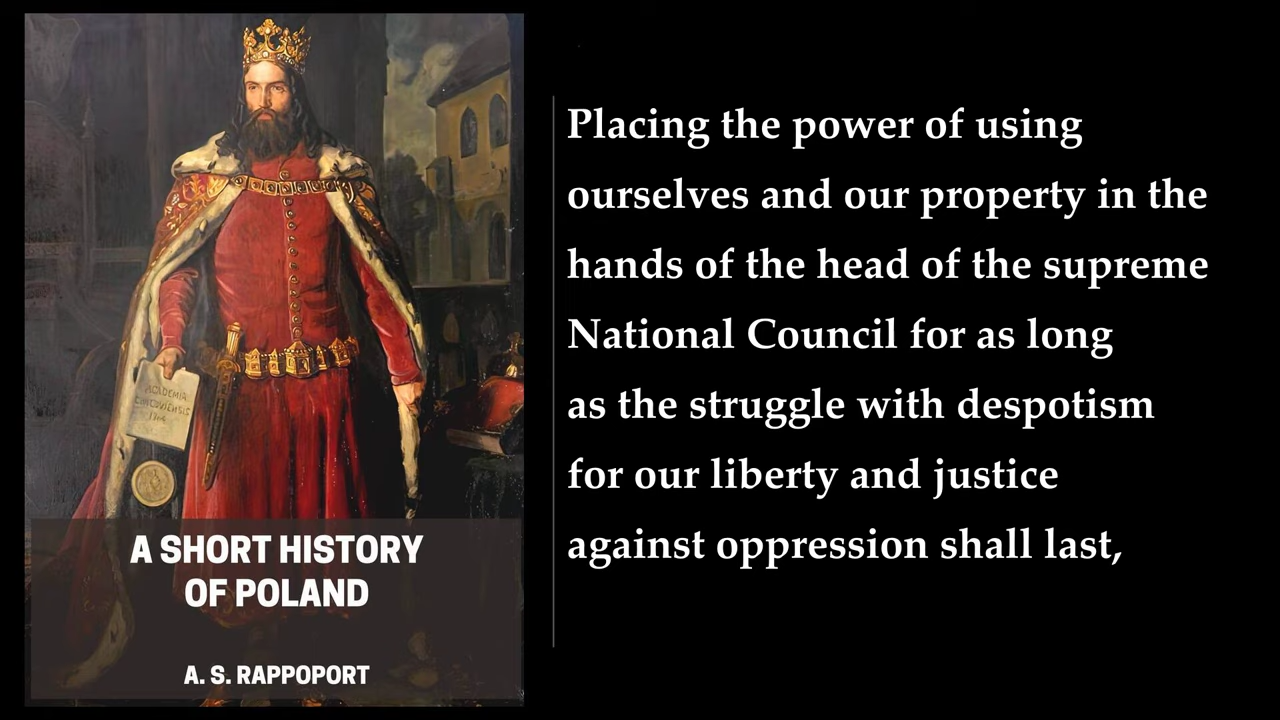 ACADEMIA
CRACOVIENSIS
A SHORT HISTORY
OF POLAND
A. S. RAPPOPORT
Placing the power of using
ourselves and our property in the
hands of the head of the supreme
National Council for as long
as the struggle with despotism
for our liberty and justice
against oppression shall last,